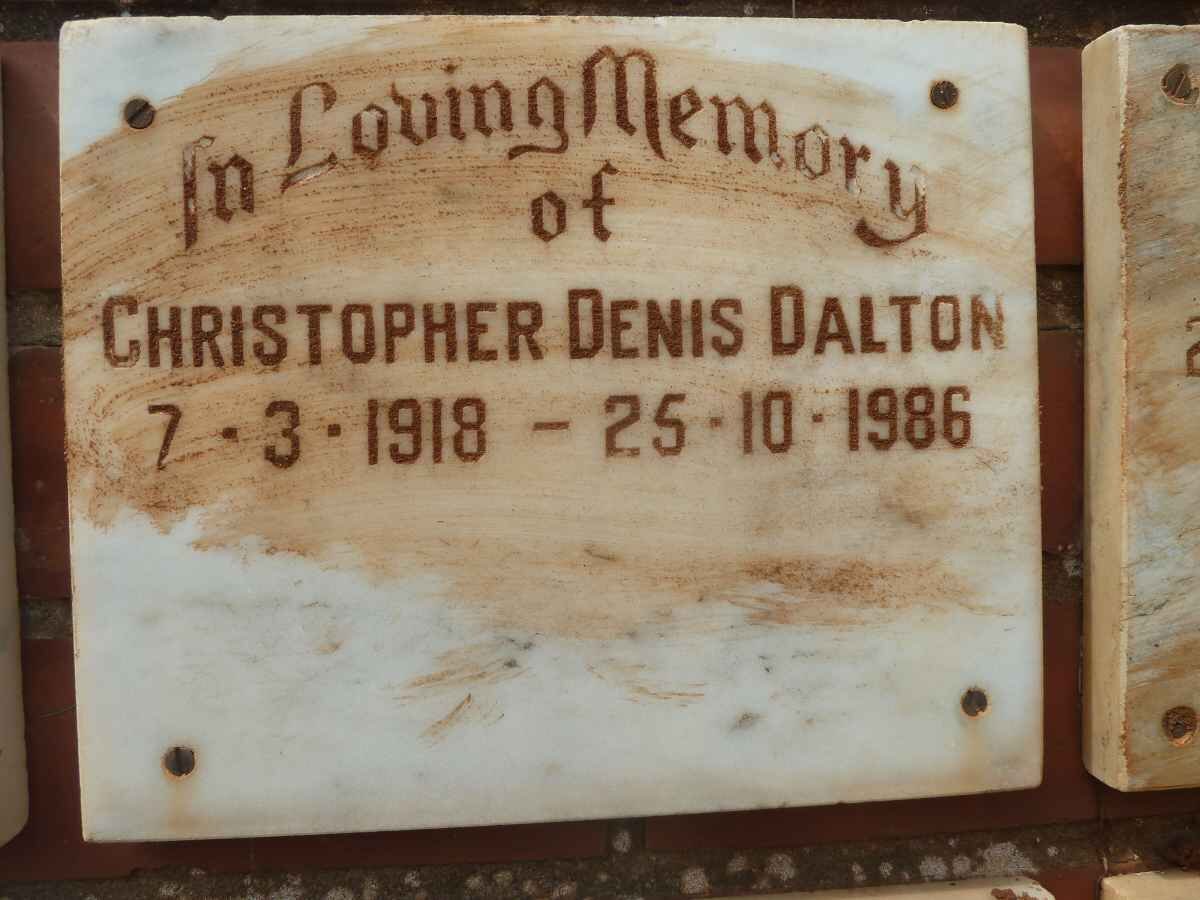 In Loving Memory
of
CHRISTOPHER DENIS DALTON
7·3·1918 – 25·10·1986